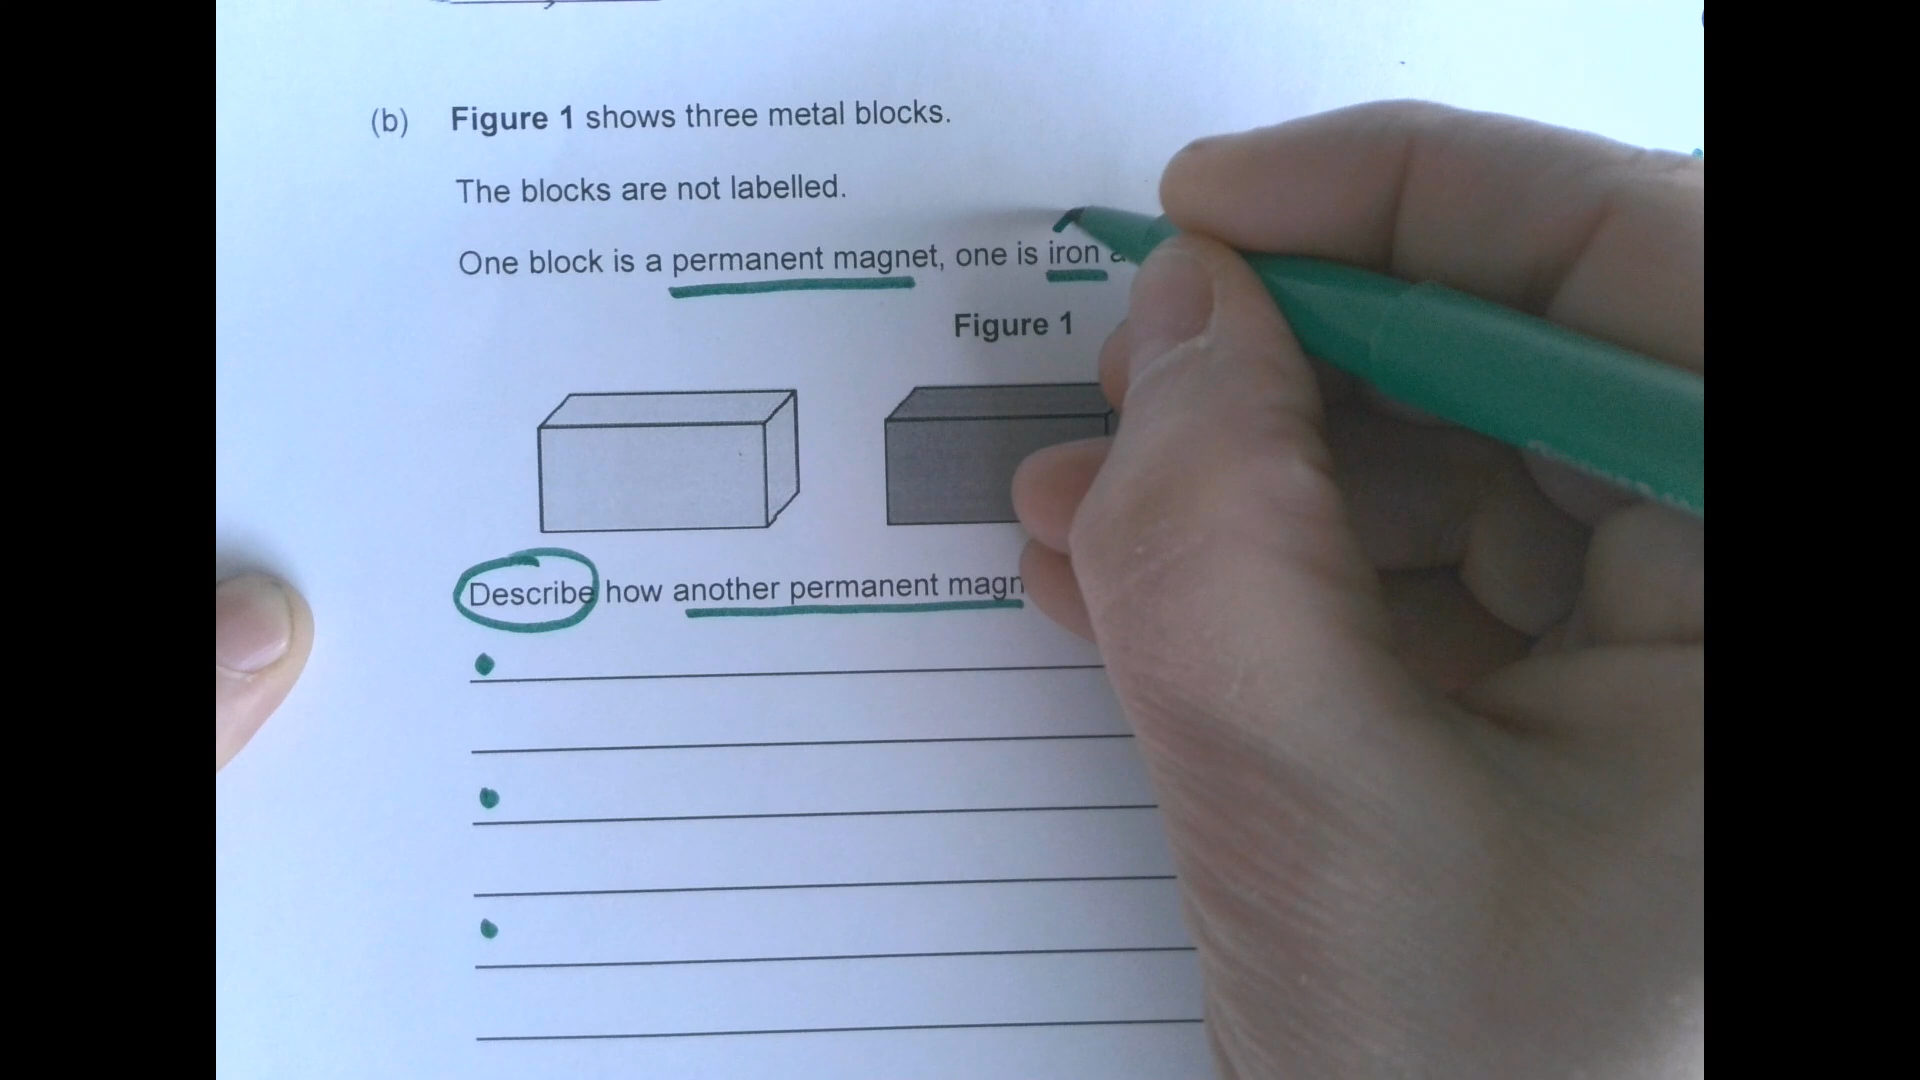 (b) Figure 1 shows three metal blocks.
The blocks are not labelled.
One block is a permanent magnet, one is iron
Figure 1
Describe how another permanent